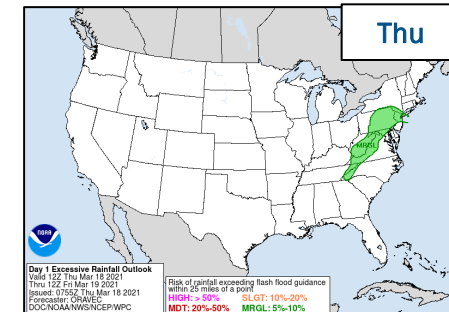 Thu
MRGL
NOAA
Day 1 Excessive Rainfall Outlook
Valid 12Z Thu Mar 18 2021
Thru 12Z Fri Mar 19 2021
Issued: 0755Z Thu Mar 18 2021
Forecaster: ORAVEC
DOC/NOAA/NWS/NCEP/WPC
Risk of rainfall exceeding flash flood guidance
within 25 miles of a point
HIGH: > 50% SLGT: 10%-20%
MDT: 20%-50% MRGL: 5%-10%